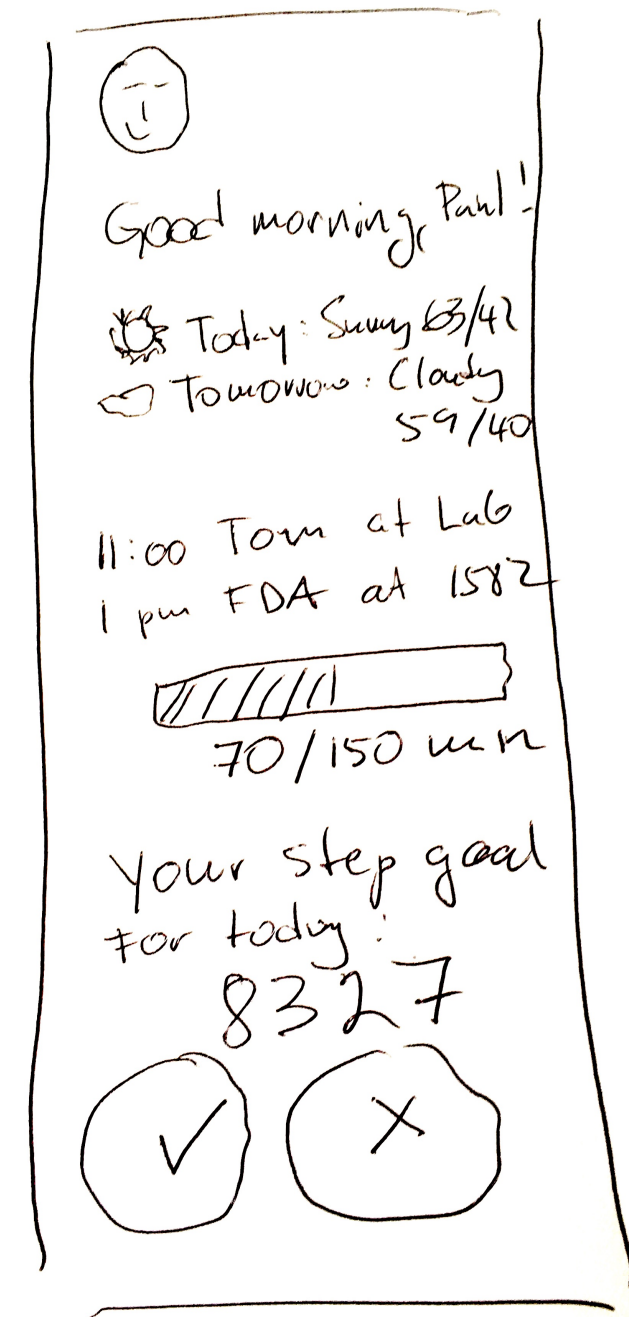 Good morning, Paul!
Today: Sunny 63/42
Tomorrow: Cloudy
59/40
11:00 Tom at Lab
1 pm FDA at 1582
70/150 min
Your step goal
for today:
8327